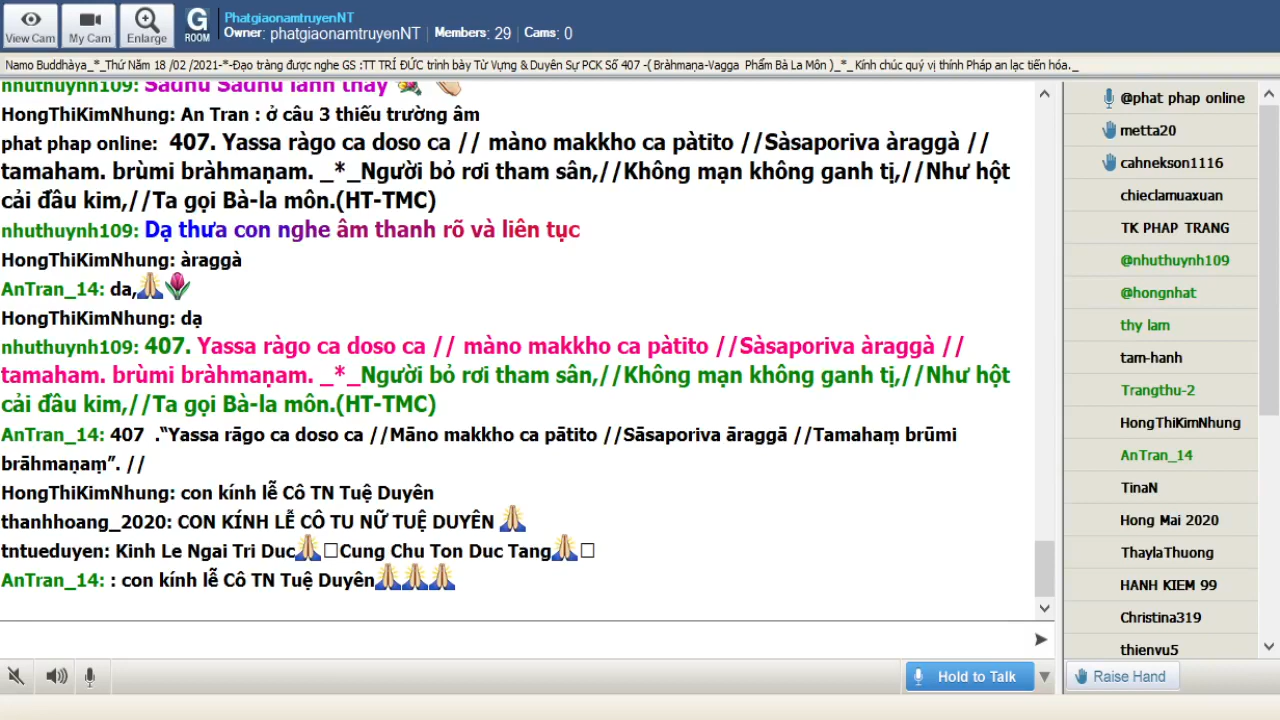 View Cam
My Cam
Enlarge
G
ROOM
PhatgiaonamtruyenNT
Owner: phatgiaonamtruyenNT | Members: 29 | Cams: 0
Namo Buddhàya_*_Thứ Năm 18 /02 /2021-*-Đạo tràng được nghe GS :TT TRÍ ĐỨC trình bày Từ Vựng & Duyên Sự PCK Số 407 -( Bràhmaṇa-Vagga Phẩm Bà La Môn )_*_ Kính chúc quý vị thính Pháp an lạc tiến hóa._
nhuthuynh109: Sadhu Sadhu lành thay
HongThiKimNhung: An Tran : ở câu 3 thiếu trường âm
phat phap online: 407. Yassa ràgo ca doso ca // màno makkho ca pàtito //Sàsaporiva àraggà //
tamaham. brùmi bràhmaṇam. _*_Người bỏ rơi tham sân,//Không mạn không ganh tị,//Như hột
cải đầu kim,//Ta gọi Bà-la môn.(HT-TMC)
nhuthuynh109: Dạ thưa con nghe âm thanh rõ và liên tục
HongThiKimNhung: àraggà
AnTran_14: da,
HongThiKimNhung: dạ
nhuthuynh109: 407. Yassa ràgo ca doso ca // màno makkho ca pàtito //Sàsaporiva àraggà //
tamaham. brùmi bràhmaṇam. _*_Người bỏ rơi tham sân,//Không mạn không ganh tị,//Như hột
cải đầu kim,//Ta gọi Bà-la môn.(HT-TMC)
AnTran_14: 407 .“Yassa rāgo ca doso ca //Māno makkho ca pātito //Sāsaporiva āraggā //Tamahaṃ brūmi
brāhmaṇaṃ”. //
HongThiKimNhung: con kính lễ Cô TN Tuệ Duyên
thanhhoang_2020: CON KÍNH LỄ CÔ TU NỮ TUỆ DUYÊN
tntueduyen: Kinh Le Ngai Tri Duc Cung Chu Ton Duc Tang
AnTran_14: : con kính lễ Cô TN Tuệ Duyên
@phat phap online
metta20
cahnekson1116
chieclamuaxuan
TK PHAP TRANG
@nhuthuynh109
@hongnhat
thy lam
tam-hanh
Trangthu-2
HongThiKimNhung
AnTran_14
TinaN
Hong Mai 2020
ThaylaThuong
HANH KIEM 99
Christina319
thienvu5
Hold to Talk
Raise Hand